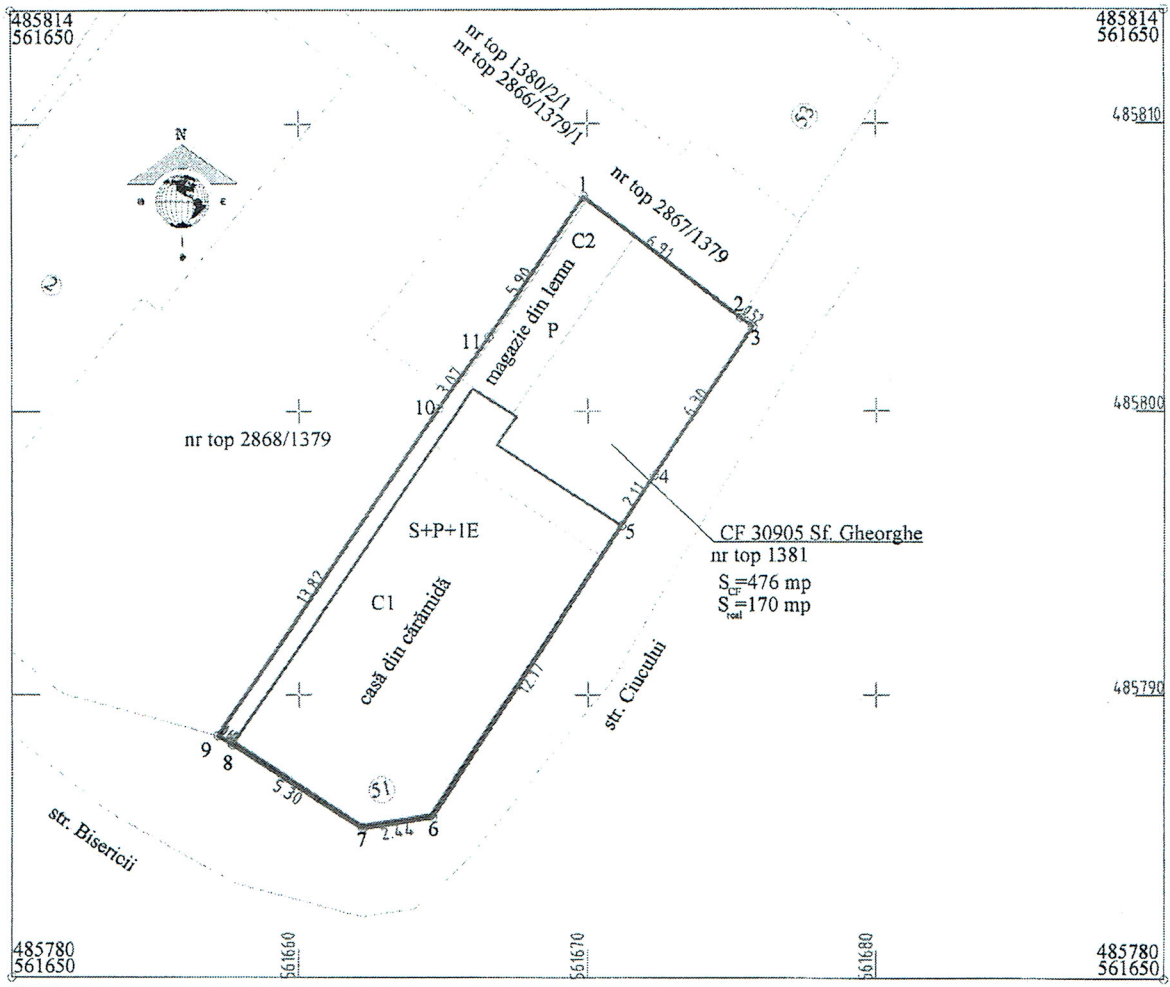 485814
561650
485814
561650
nr top 1380/2/1
nr top 2866/1379/1
53
485810
N
1
nr top 2867/1379
C2
6.91
2
5.90
magazie din lemn
2
0.52
P
3
11
3.07
6.30
10
485800
nr top 2868/1379
4
2.11
S+P+1E
5
CF 30905 Sf. Gheorghe
nr top 1381
S CF=476 mp
S real=170 mp
13.82
C1
casă din cărămidă
12.17
str. Ciucului
485790
9
8
5.30
51
7
2.44
6
str. Bisericii
485780
561650
561660
561670
561680
485780
561650